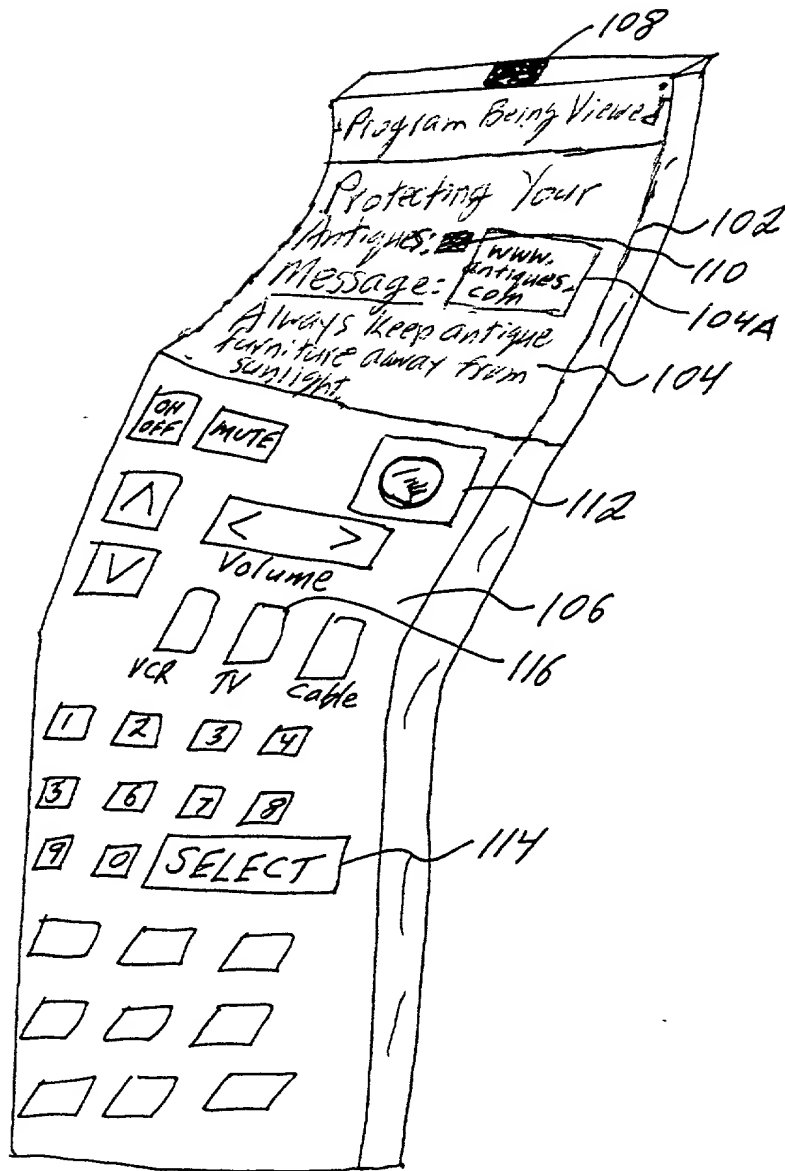 108
Program Being Viewed
Protecting Your
102
Antiques:
110
www.
antiques.
com
Message:
104A
Always keep antique
furniture away from
sunlight.
104
ON
OFF
MUTE
112
∧
< >
Volume
∨
106
116
VCR TV Cable
1 2 3 4
5 6 7 8
9 0 SELECT
114